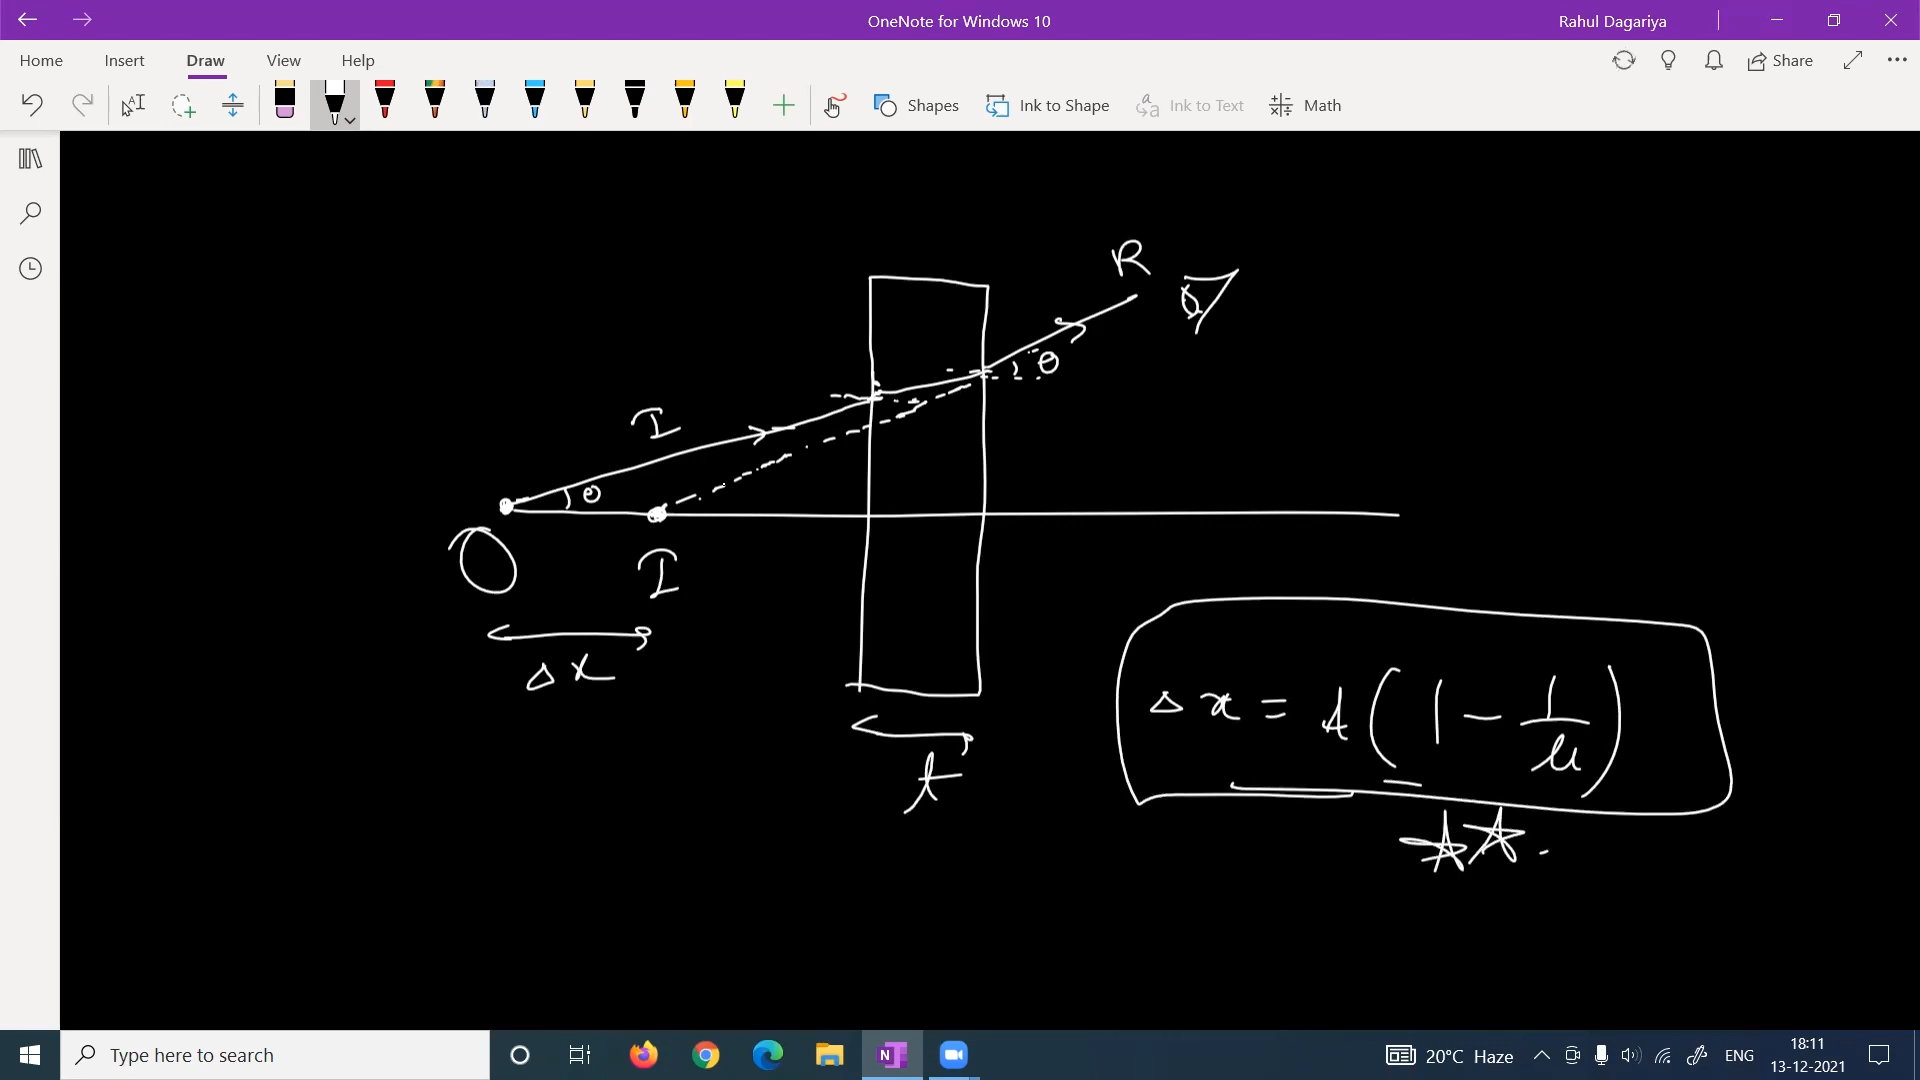 OneNote for Windows 10
Rahul Dagariya
Home Insert Draw View Help
Share
Shapes
Ink to Shape
Ink to Text
Math
R
I
θ
θ
O
I
Δx
t
Δx = t(1 - 1/μ)
Type here to search
20°C Haze
ENG
18:11
13-12-2021